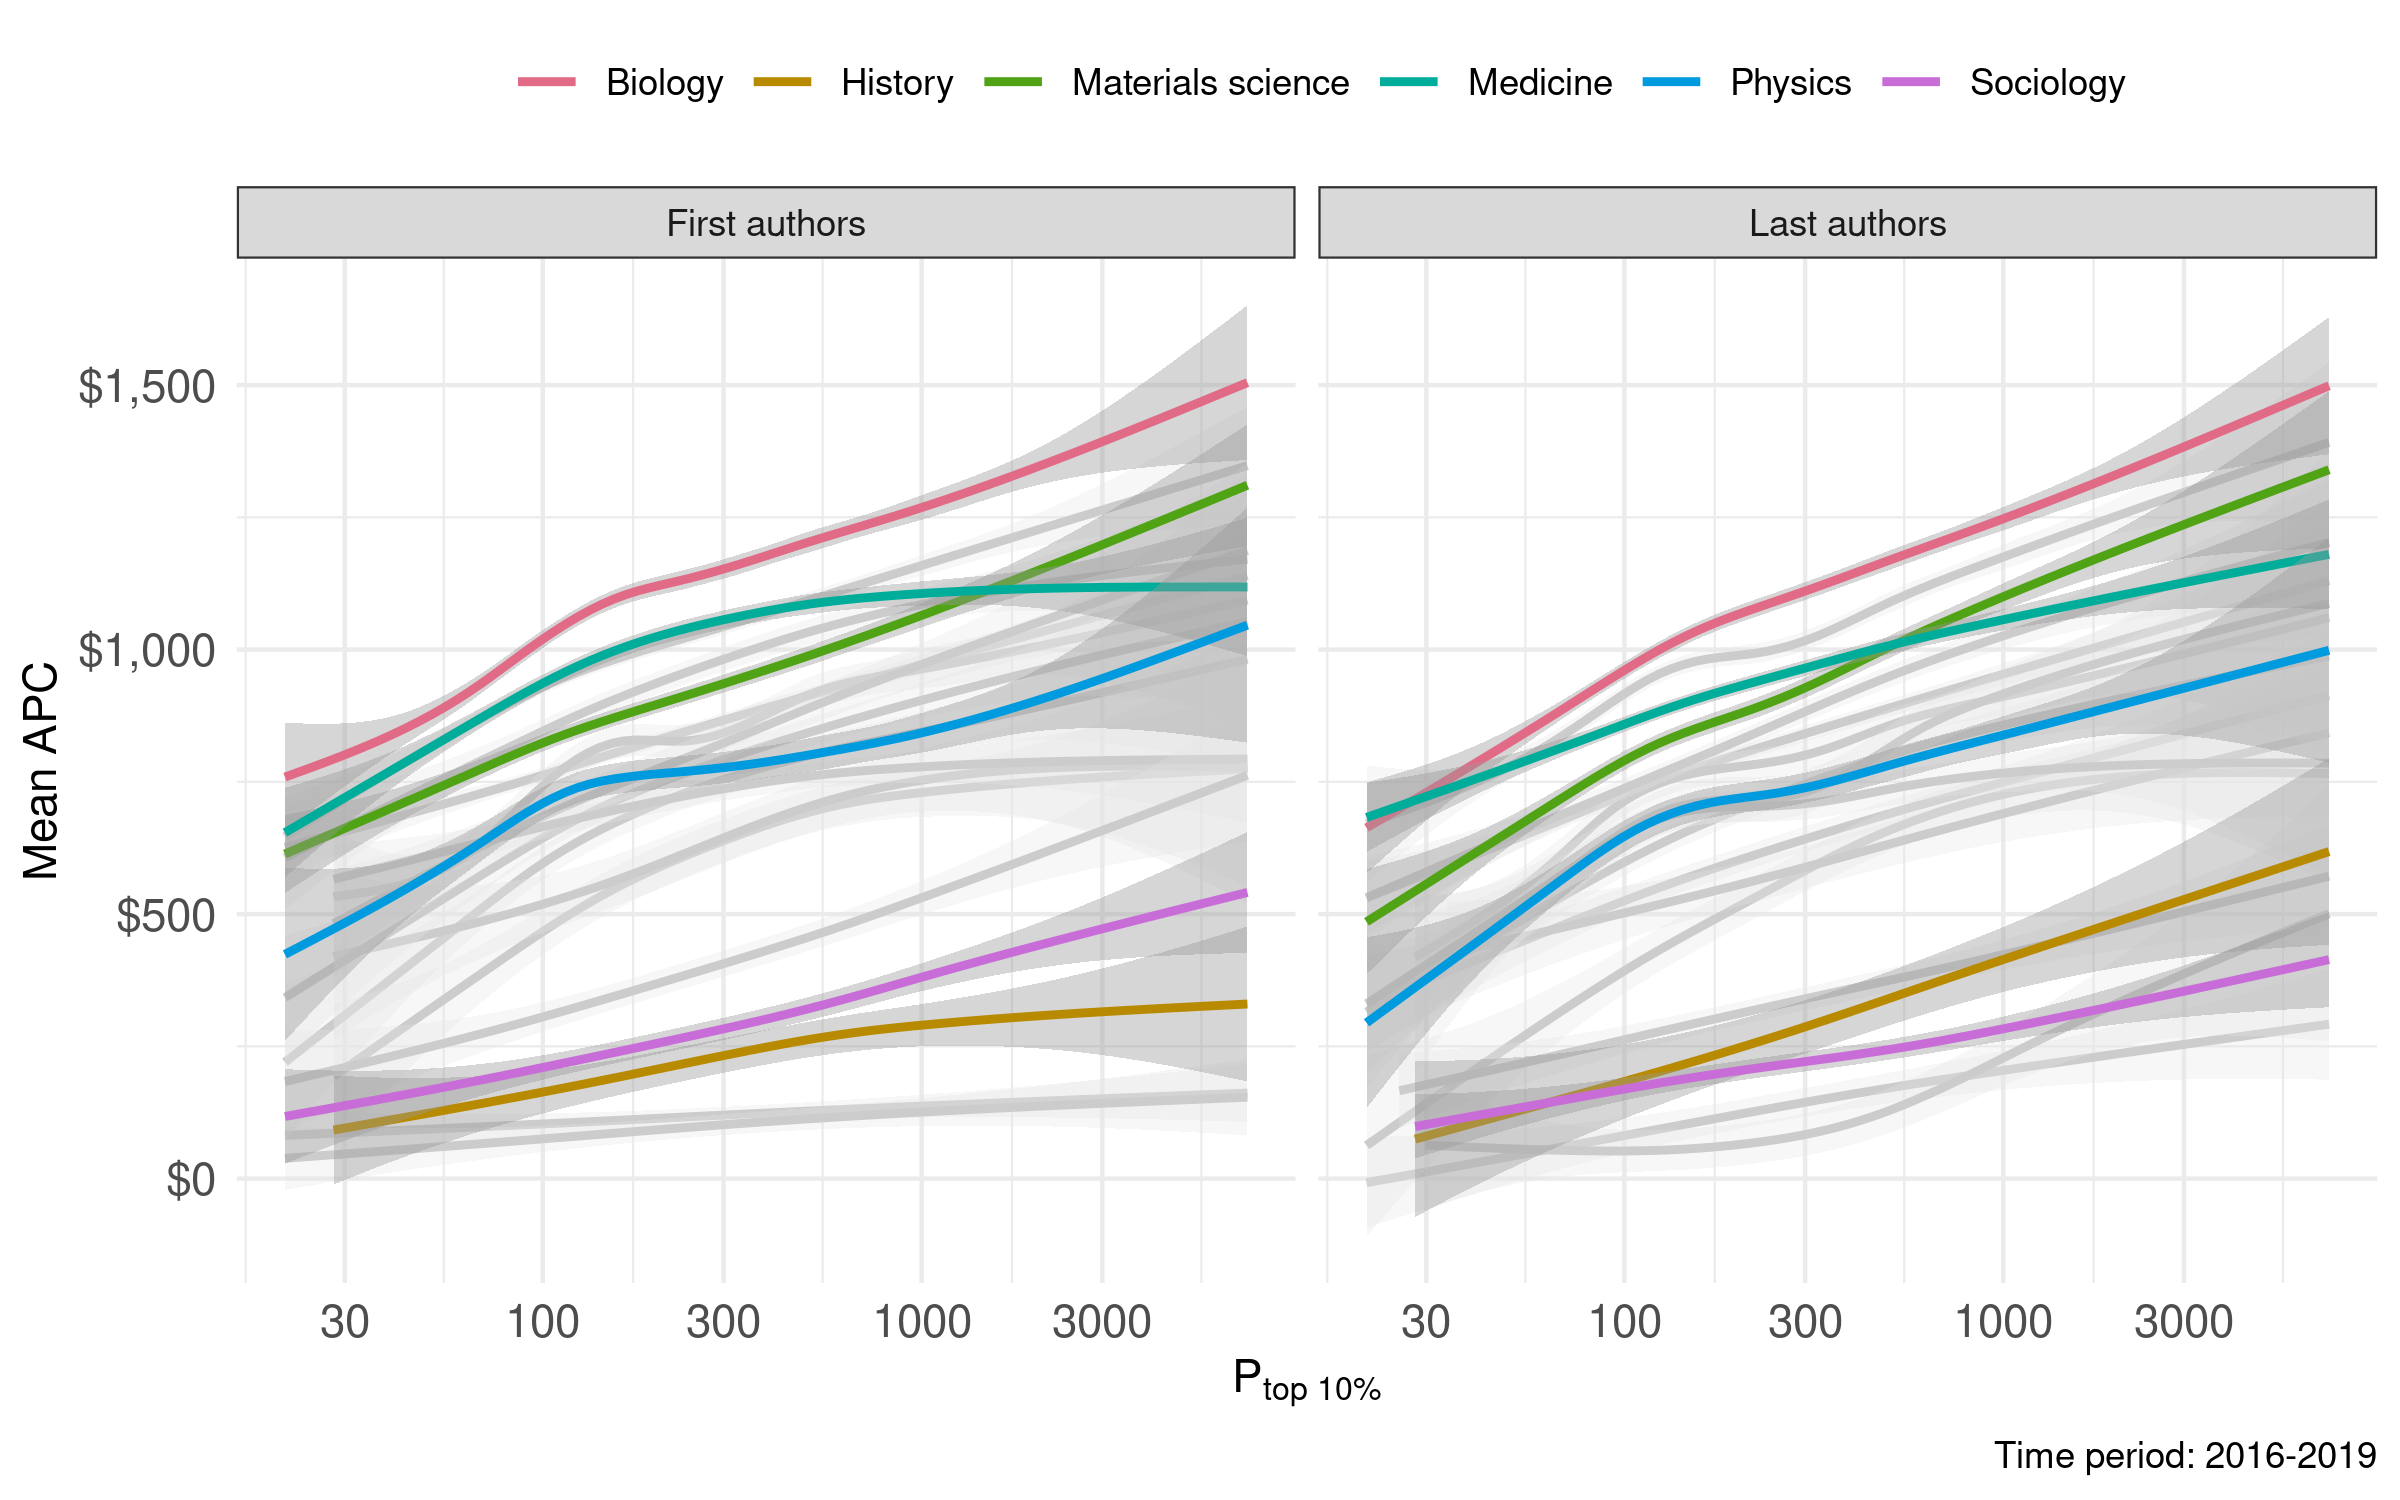 Biology History Materials science Medicine Physics Sociology
First authors Last authors
Mean APC
$1,500
$1,000
$500
$0
30 100 300 1000 3000 30 100 300 1000 3000
P top 10%
Time period: 2016-2019